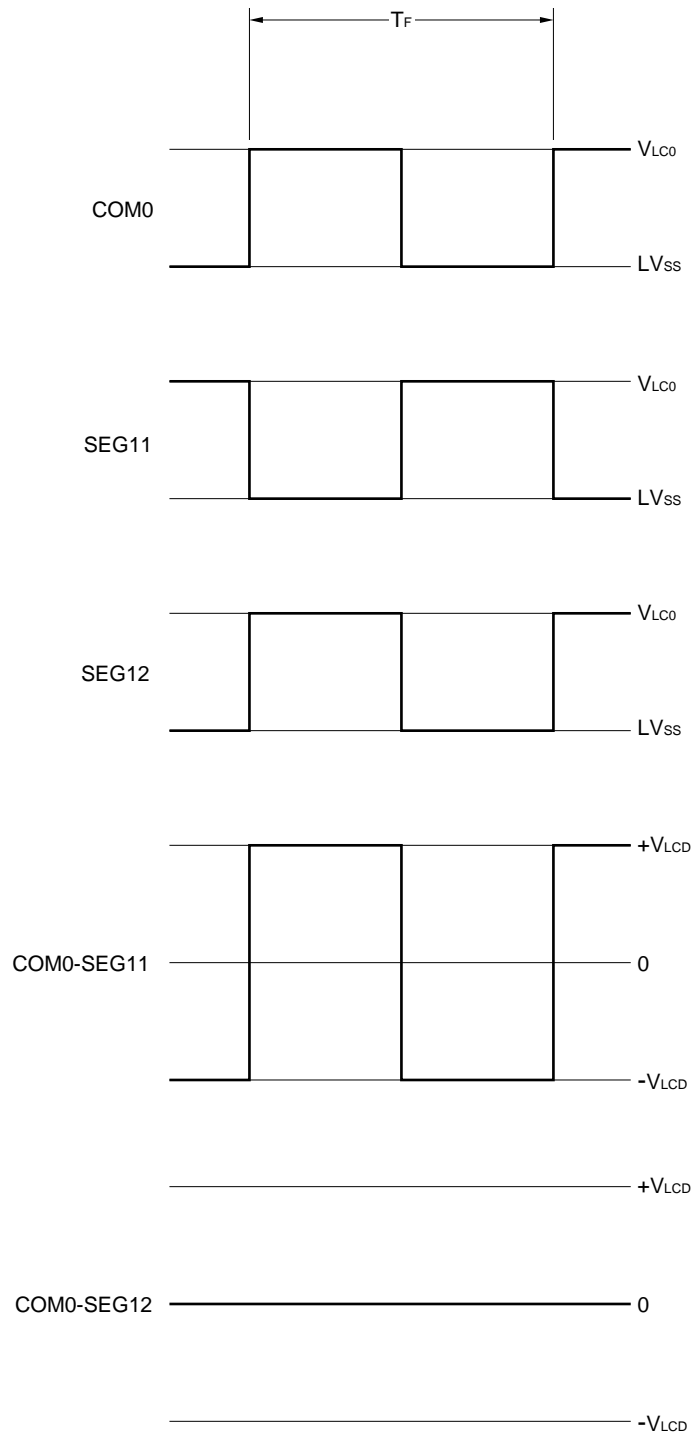 TF
VLC0
COM0
LVSS
VLC0
SEG11
LVSS
VLC0
SEG12
LVSS
+VLCD
COM0-SEG11
0
-VLCD
+VLCD
COM0-SEG12
0
-VLCD